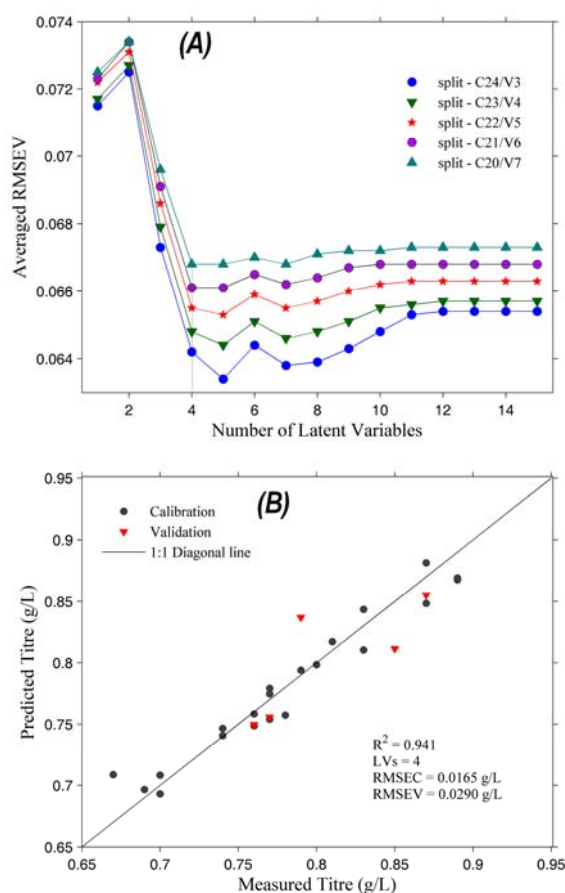 (A)
0.074
0.072
0.07
0.068
0.066
0.064
Averaged RMSEV
split - C24/V3
split - C23/V4
split - C22/V5
split - C21/V6
split - C20/V7
2 4 6 8 10 12 14
Number of Latent Variables
(B)
0.95
0.9
0.85
0.8
0.75
0.7
0.65
Predicted Titre (g/L)
Calibration
Validation
1:1 Diagonal line
R² = 0.941
LVs = 4
RMSEC = 0.0165 g/L
RMSEV = 0.0290 g/L
0.65 0.7 0.75 0.8 0.85 0.9 0.95
Measured Titre (g/L)